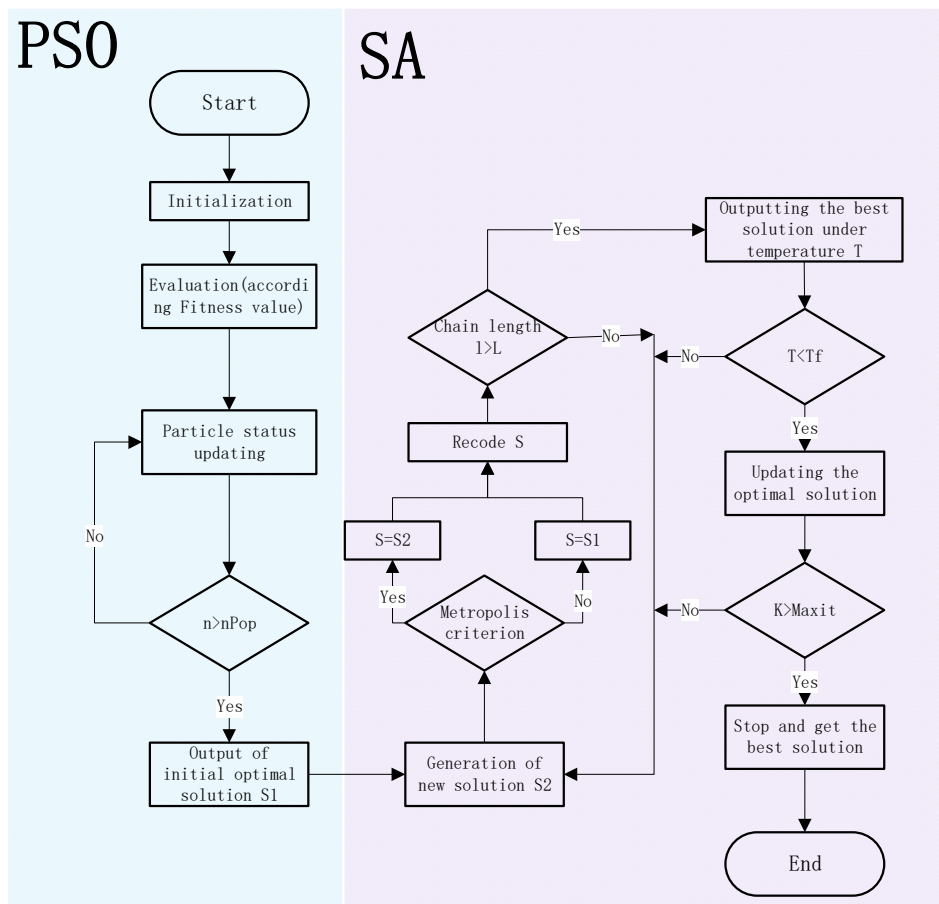 PSO
Start
Initialization
Evaluation(accordi
ng Fitness value)
Particle status
updating
No
n>nPop
Yes
Output of
initial optimal
solution S1
SA
Outputting the best
solution under
temperature T
Yes
Chain length
l>L
No
No
T<Tf
Yes
Recode S
Updating the
optimal solution
S=S2
S=S1
Yes
No
Metropolis
criterion
No
K>Maxit
Yes
Generation of
new solution S2
Stop and get the
best solution
End